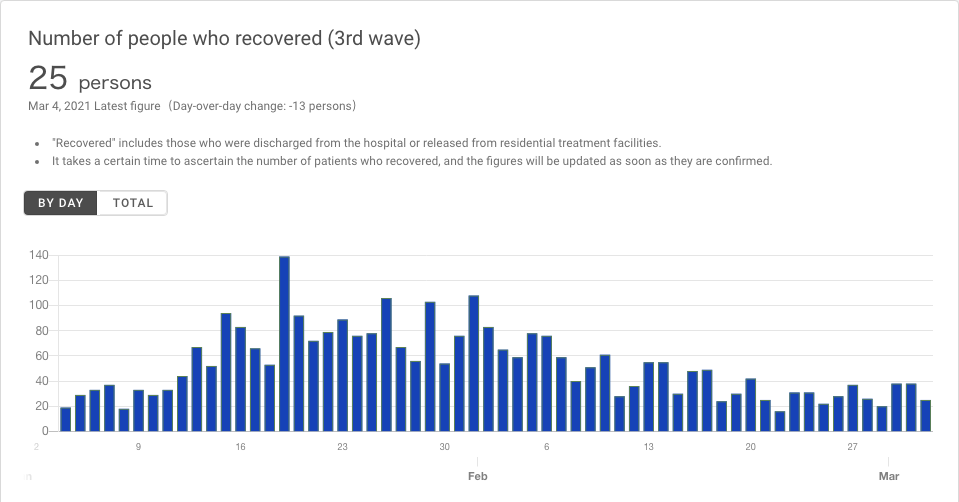 Number of people who recovered (3rd wave)
25 persons
Mar 4, 2021 Latest figure (Day-over-day change: -13 persons)
• "Recovered" includes those who were discharged from the hospital or released from residential treatment facilities.
• It takes a certain time to ascertain the number of patients who recovered, and the figures will be updated as soon as they are confirmed.
BY DAY TOTAL
140
120
100
80
60
40
20
0
2 9 16 23 30 6 13 20 27
Feb Mar